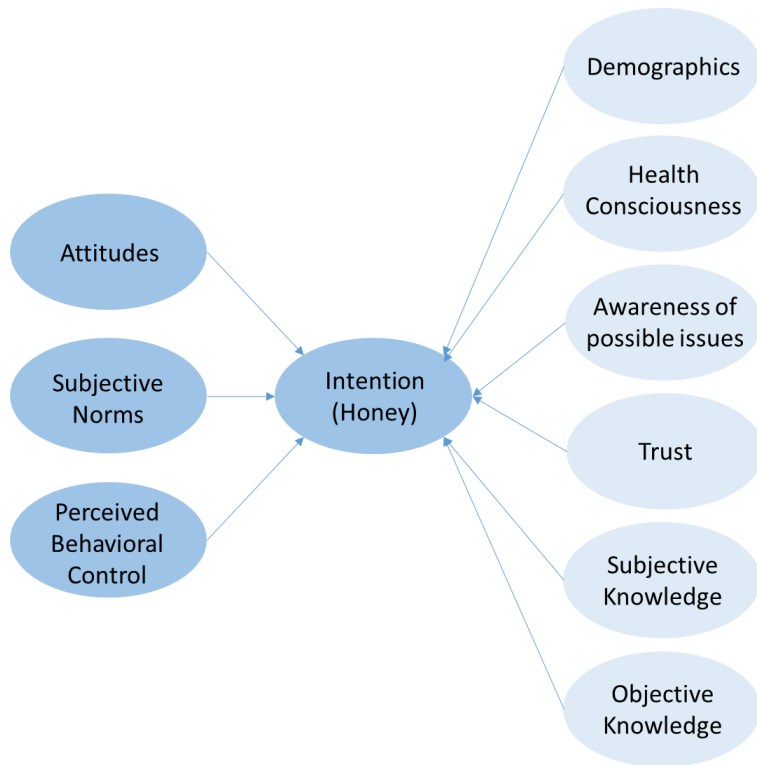 Attitudes
Subjective
Norms
Perceived
Behavioral
Control
Intention
(Honey)
Demographics
Health
Consciousness
Awareness of
possible issues
Trust
Subjective
Knowledge
Objective
Knowledge